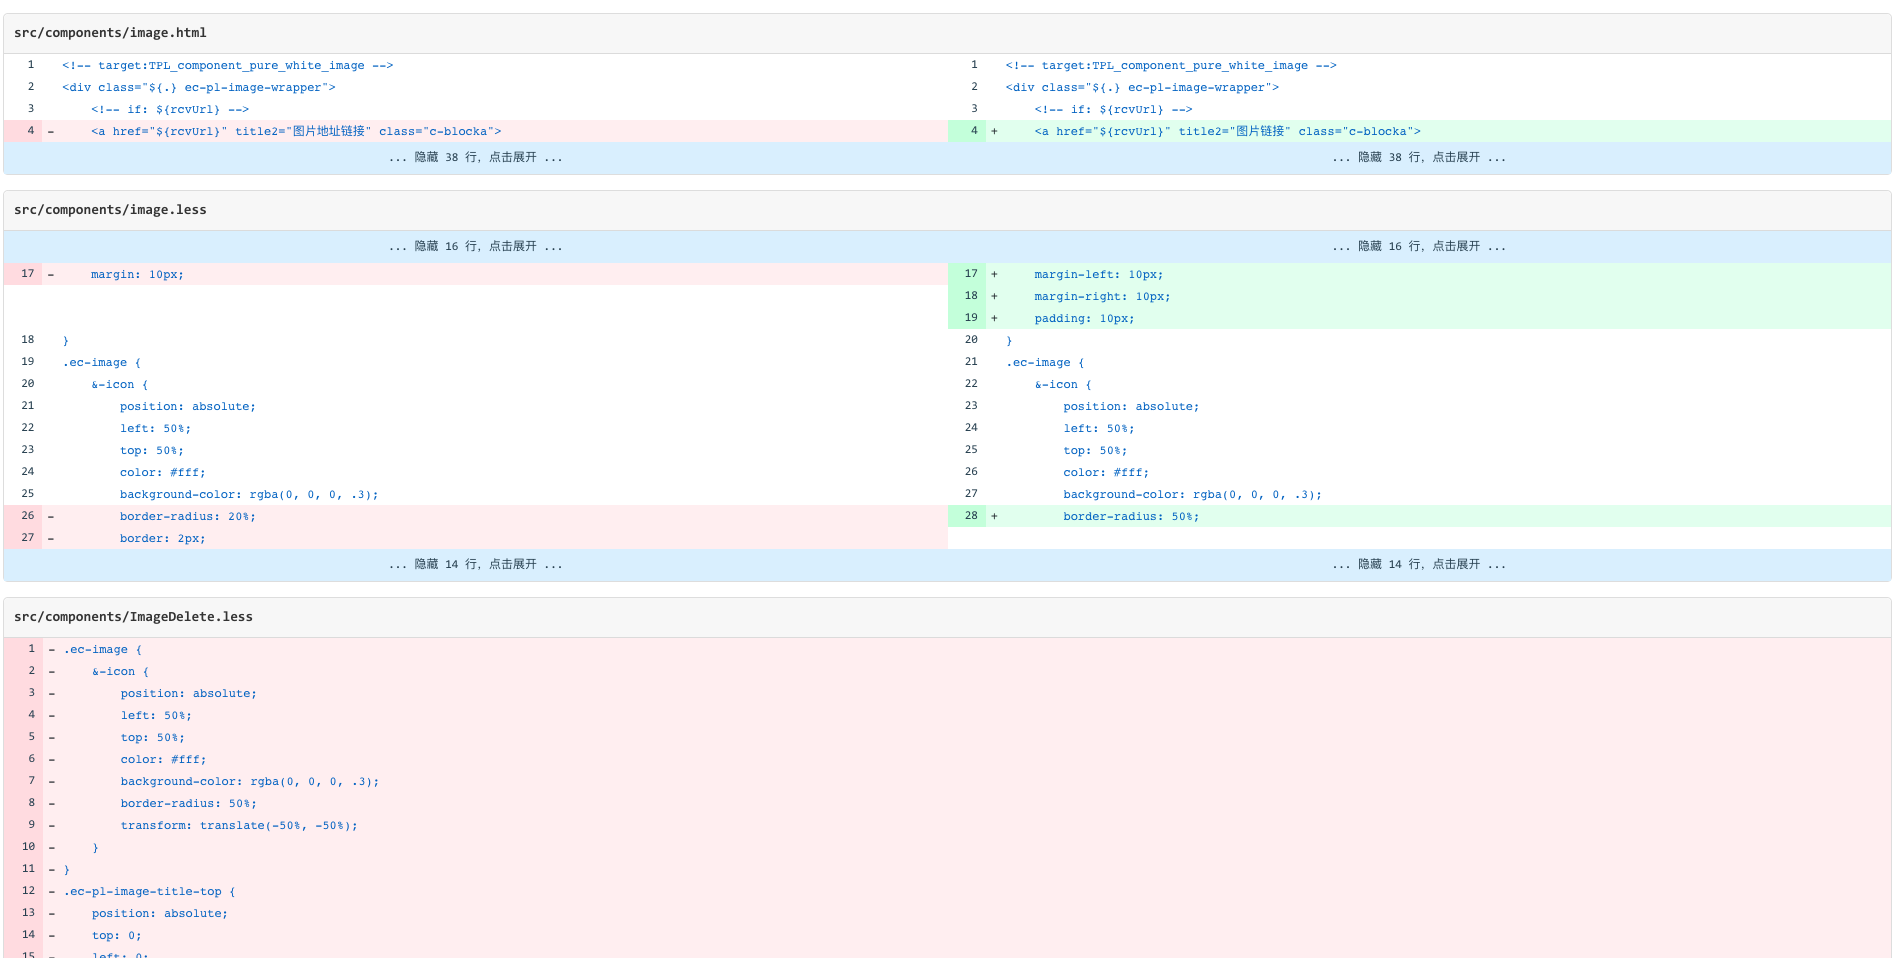 src/components/image.html
1 <!-- target:TPL_component_pure_white_image -->
2 <div class="${.} ec-pl-image-wrapper">
3 <!-- if: ${rcvUrl} -->
4 - <a href="${rcvUrl}" title2="图片地址链接" class="c-blocka">
... 隐藏 38 行, 点击展开 ...
1 <!-- target:TPL_component_pure_white_image -->
2 <div class="${.} ec-pl-image-wrapper">
3 <!-- if: ${rcvUrl} -->
4 + <a href="${rcvUrl}" title2="图片链接" class="c-blocka">
... 隐藏 38 行, 点击展开 ...
src/components/image.less
... 隐藏 16 行, 点击展开 ...
17 - margin: 10px;
18 }
19 .ec-image {
20 &-icon {
21 position: absolute;
22 left: 50%;
23 top: 50%;
24 color: #fff;
25 background-color: rgba(0, 0, 0, .3);
26 - border-radius: 20%;
27 - border: 2px;
... 隐藏 14 行, 点击展开 ...
... 隐藏 16 行, 点击展开 ...
17 + margin-left: 10px;
18 + margin-right: 10px;
19 + padding: 10px;
20 }
21 .ec-image {
22 &-icon {
23 position: absolute;
24 left: 50%;
25 top: 50%;
26 color: #fff;
27 background-color: rgba(0, 0, 0, .3);
28 + border-radius: 50%;
... 隐藏 14 行, 点击展开 ...
src/components/ImageDelete.less
1 - .ec-image {
2 - &-icon {
3 - position: absolute;
4 - left: 50%;
5 - top: 50%;
6 - color: #fff;
7 - background-color: rgba(0, 0, 0, .3);
8 - border-radius: 50%;
9 - transform: translate(-50%, -50%);
10 - }
11 - }
12 - .ec-pl-image-title-top {
13 - position: absolute;
14 - top: 0;
15 - left: 0;